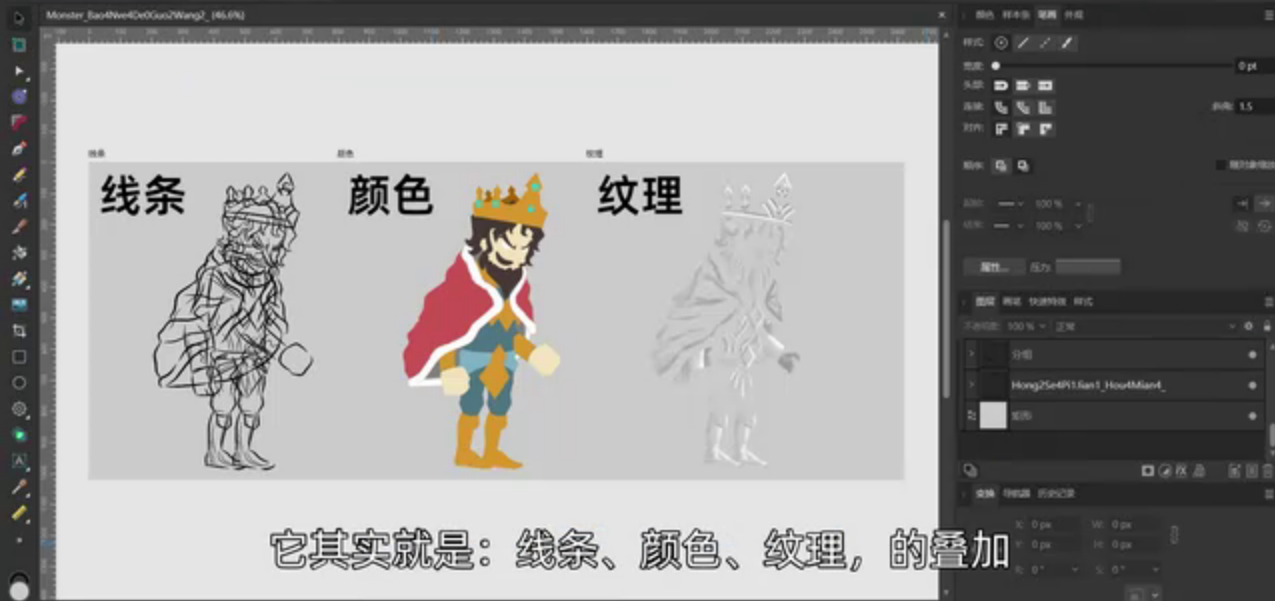 Monster_Bao4Nve4De0Guo2Wang2_ (46.6%)
颜色 样本条 笔画 外观
样式:
宽度: 0 pt
头部:
连接: 斜角: 1.5
对齐:
顺序:
100 %
100 %
属性... 压力:
图层 画笔 快速特效 样式
不透明度: 100 % 正常
分组
Hong2Se4Pi1Jian1_Hou4Mian4_
矩形
变换 导航器 历史记录
X: 0 px W: 0 px
Y: 0 px H: 0 px
R: 0 ° S: 0 °
线条 颜色 纹理
线条 颜色 纹理
它其实就是：线条、颜色、纹理，的叠加